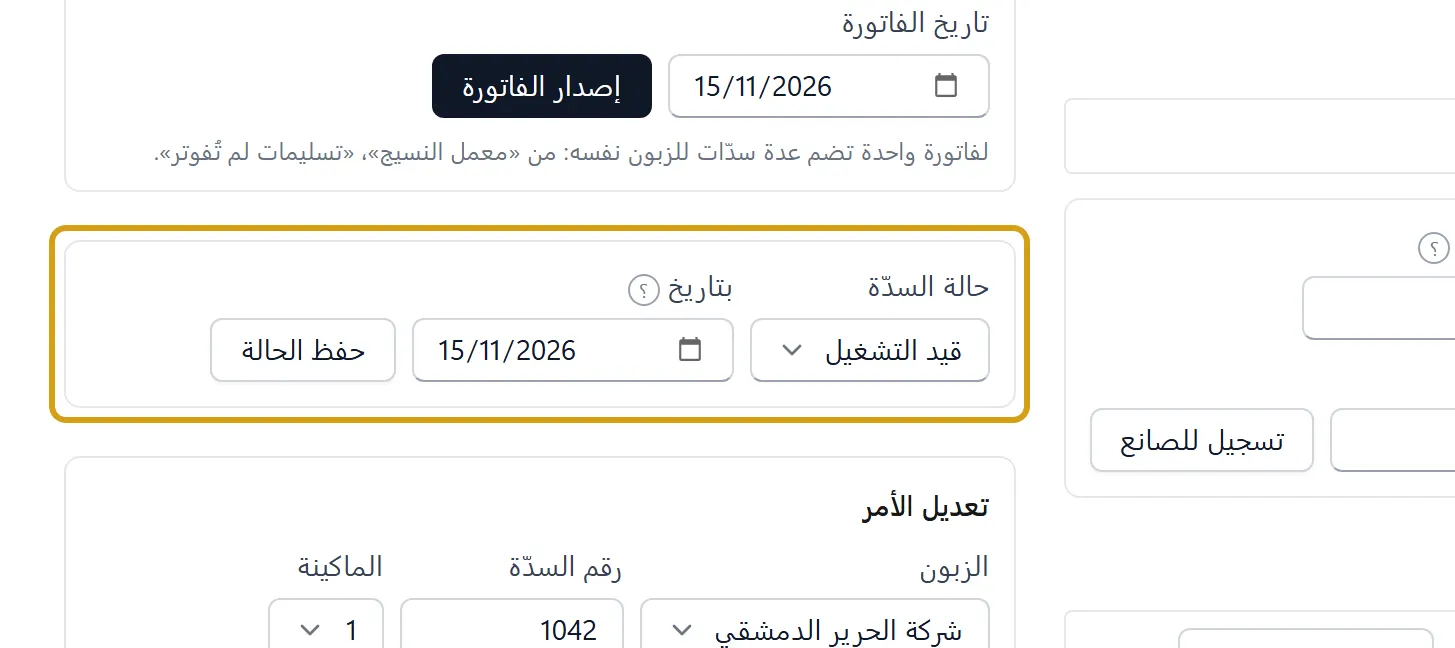 تاريخ الفاتورة
15/11/2026
إصدار الفاتورة
لفاتورة واحدة تضم عدة سدّات للزبون نفسه: من «معمل النسيج»، «تسليمات لم تُفوتر».
؟
تسجيل للصانع
حالة السدّة
بتاريخ ؟
قيد التشغيل
15/11/2026
حفظ الحالة
تعديل الأمر
الزبون
رقم السدّة
الماكينة
شركة الحرير الدمشقي
1042
1